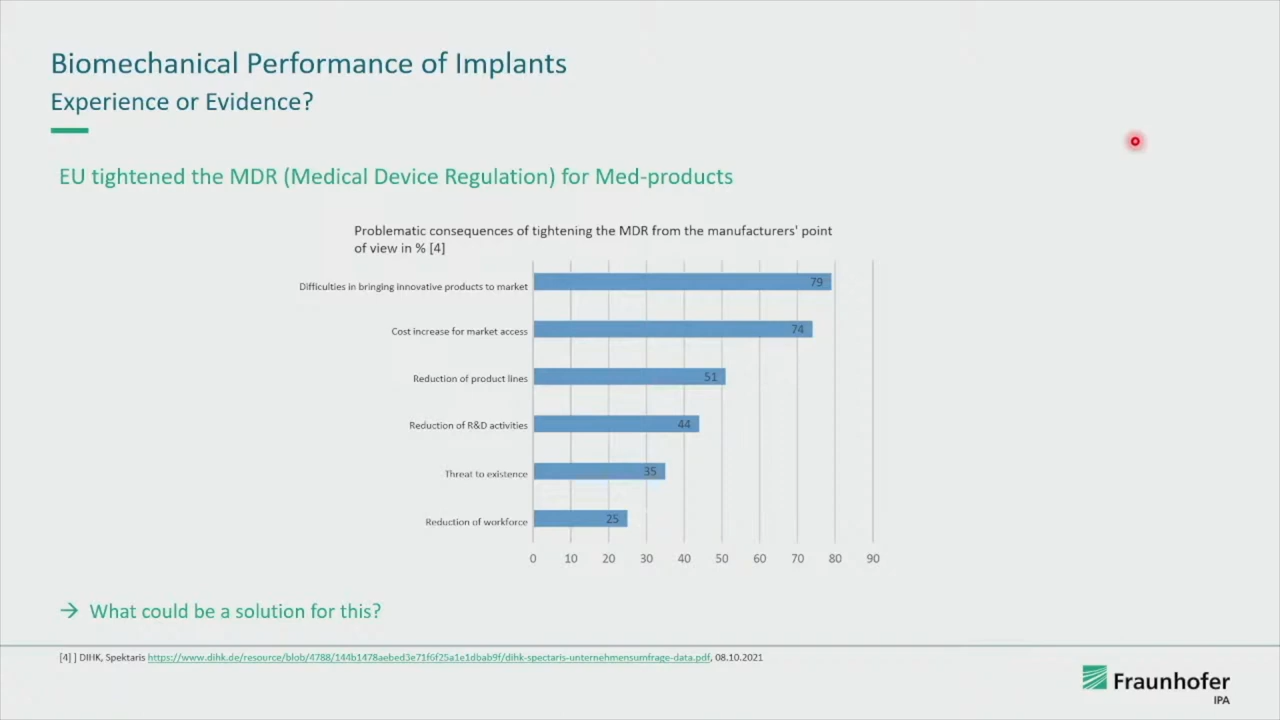 Biomechanical Performance of Implants
Experience or Evidence?
EU tightened the MDR (Medical Device Regulation) for Med-products
Problematic consequences of tightening the MDR from the manufacturers' point
of view in % [4]
Difficulties in bringing innovative products to market
79
Cost increase for market access
74
Reduction of product lines
51
Reduction of R&D activities
44
Threat to existence
35
Reduction of workforce
25
0 10 20 30 40 50 60 70 80 90
→ What could be a solution for this?
[4] ] DIHK, Spektaris https://www.dihk.de/resource/blob/4788/144b1478aebed3e71f6f25a1e1dbab9f/dihk-spectaris-unternehmensumfrage-data.pdf, 08.10.2021
Fraunhofer
IPA